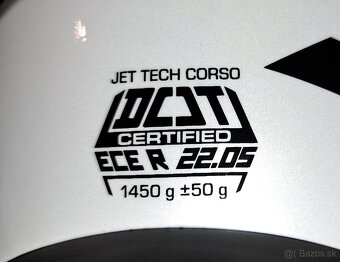 JET TECH CORSO
DOT
CERTIFIED
ECE R 22.05
1450 g ±50 g
© Bazos.sk